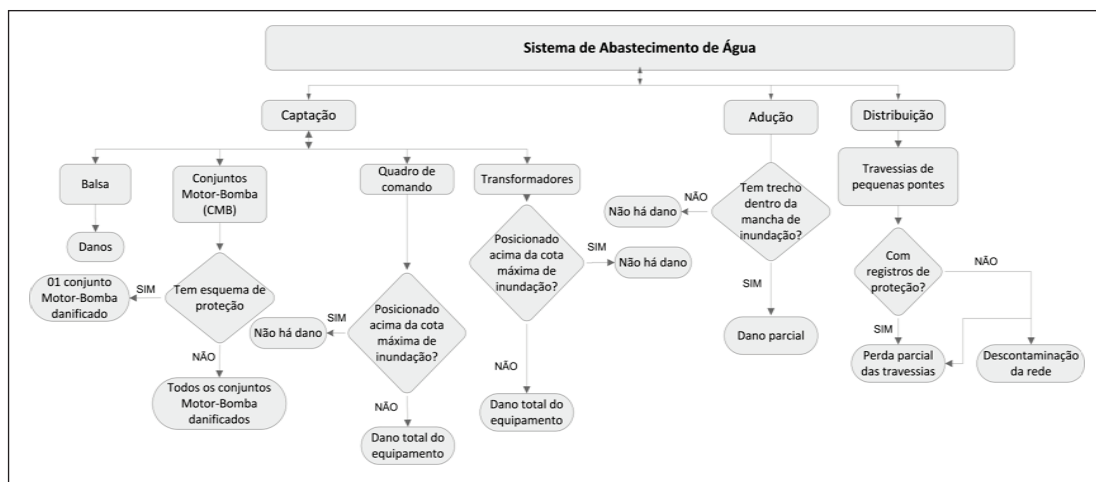 Sistema de Abastecimento de Água
Captação
Adução
Distribuição
Balsa
Conjuntos
Motor-Bomba
(CMB)
Quadro de
comando
Transformadores
Travessias de
pequenas pontes
Danos
Tem esquema de
proteção
SIM
01 conjunto
Motor-Bomba
danificado
NÃO
Todos os conjuntos
Motor-Bomba
danificados
Posicionado
acima da cota
máxima de
inundação?
SIM
Não há dano
NÃO
Dano total do
equipamento
Posicionado
acima da cota
máxima de
inundação?
SIM
Não há dano
NÃO
Dano total do
equipamento
Tem trecho
dentro da
mancha de
inundação?
NÃO
Não há dano
SIM
Dano parcial
Com
registros de
proteção?
NÃO
SIM
Perda parcial
das travessias
Descontaminação
da rede